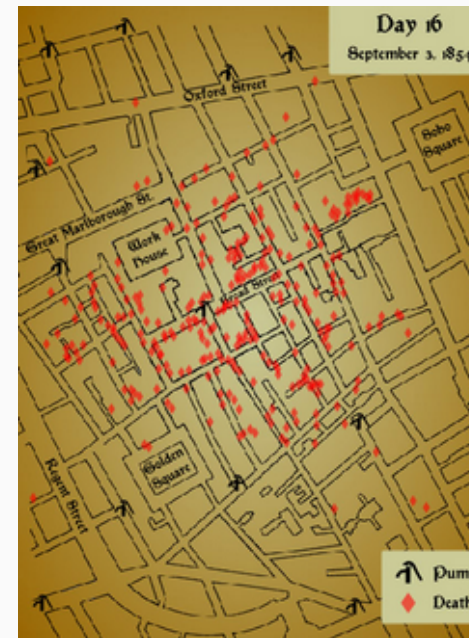 Day 16
September 3, 1854
Oxford Street
Soho
Square
Great Marlborough St.
Work
House
Broad Street
Golden
Square
Regent Street
Pum
Death